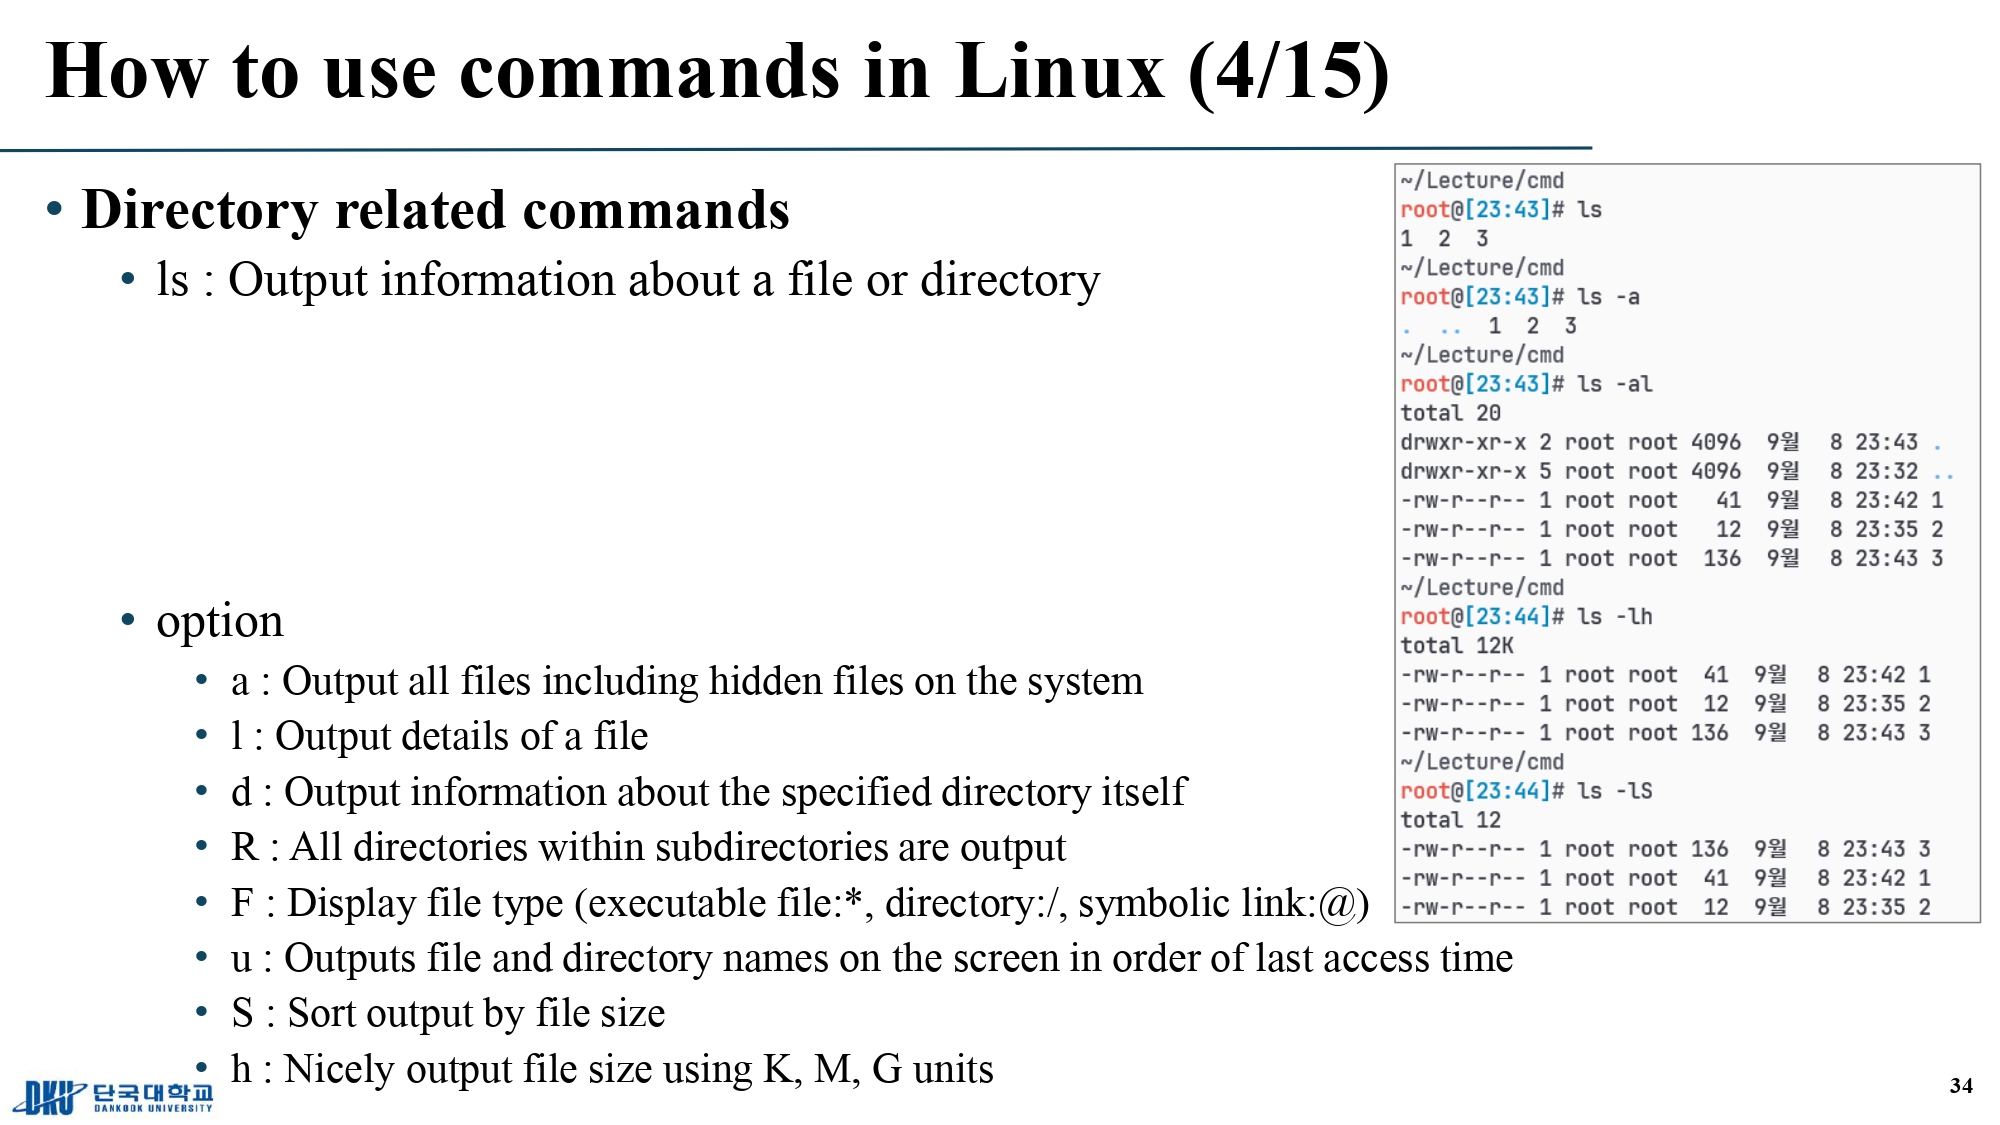 How to use commands in Linux (4/15)
• Directory related commands
• ls : Output information about a file or directory
• option
• a : Output all files including hidden files on the system
• l : Output details of a file
• d : Output information about the specified directory itself
• R : All directories within subdirectories are output
• F : Display file type (executable file:*, directory:/, symbolic link:@)
• u : Outputs file and directory names on the screen in order of last access time
• S : Sort output by file size
• h : Nicely output file size using K, M, G units
~/Lecture/cmd
root@[23:43]# ls
1  2  3
~/Lecture/cmd
root@[23:43]# ls -a
.  ..  1  2  3
~/Lecture/cmd
root@[23:43]# ls -al
total 20
drwxr-xr-x 2 root root 4096  9월  8 23:43 .
drwxr-xr-x 5 root root 4096  9월  8 23:32 ..
-rw-r--r-- 1 root root   41  9월  8 23:42 1
-rw-r--r-- 1 root root   12  9월  8 23:35 2
-rw-r--r-- 1 root root  136  9월  8 23:43 3
~/Lecture/cmd
root@[23:44]# ls -lh
total 12K
-rw-r--r-- 1 root root  41  9월  8 23:42 1
-rw-r--r-- 1 root root  12  9월  8 23:35 2
-rw-r--r-- 1 root root 136  9월  8 23:43 3
~/Lecture/cmd
root@[23:44]# ls -lS
total 12
-rw-r--r-- 1 root root 136  9월  8 23:43 3
-rw-r--r-- 1 root root  41  9월  8 23:42 1
-rw-r--r-- 1 root root  12  9월  8 23:35 2
DKU 단국대학교
DANKOOK UNIVERSITY
34